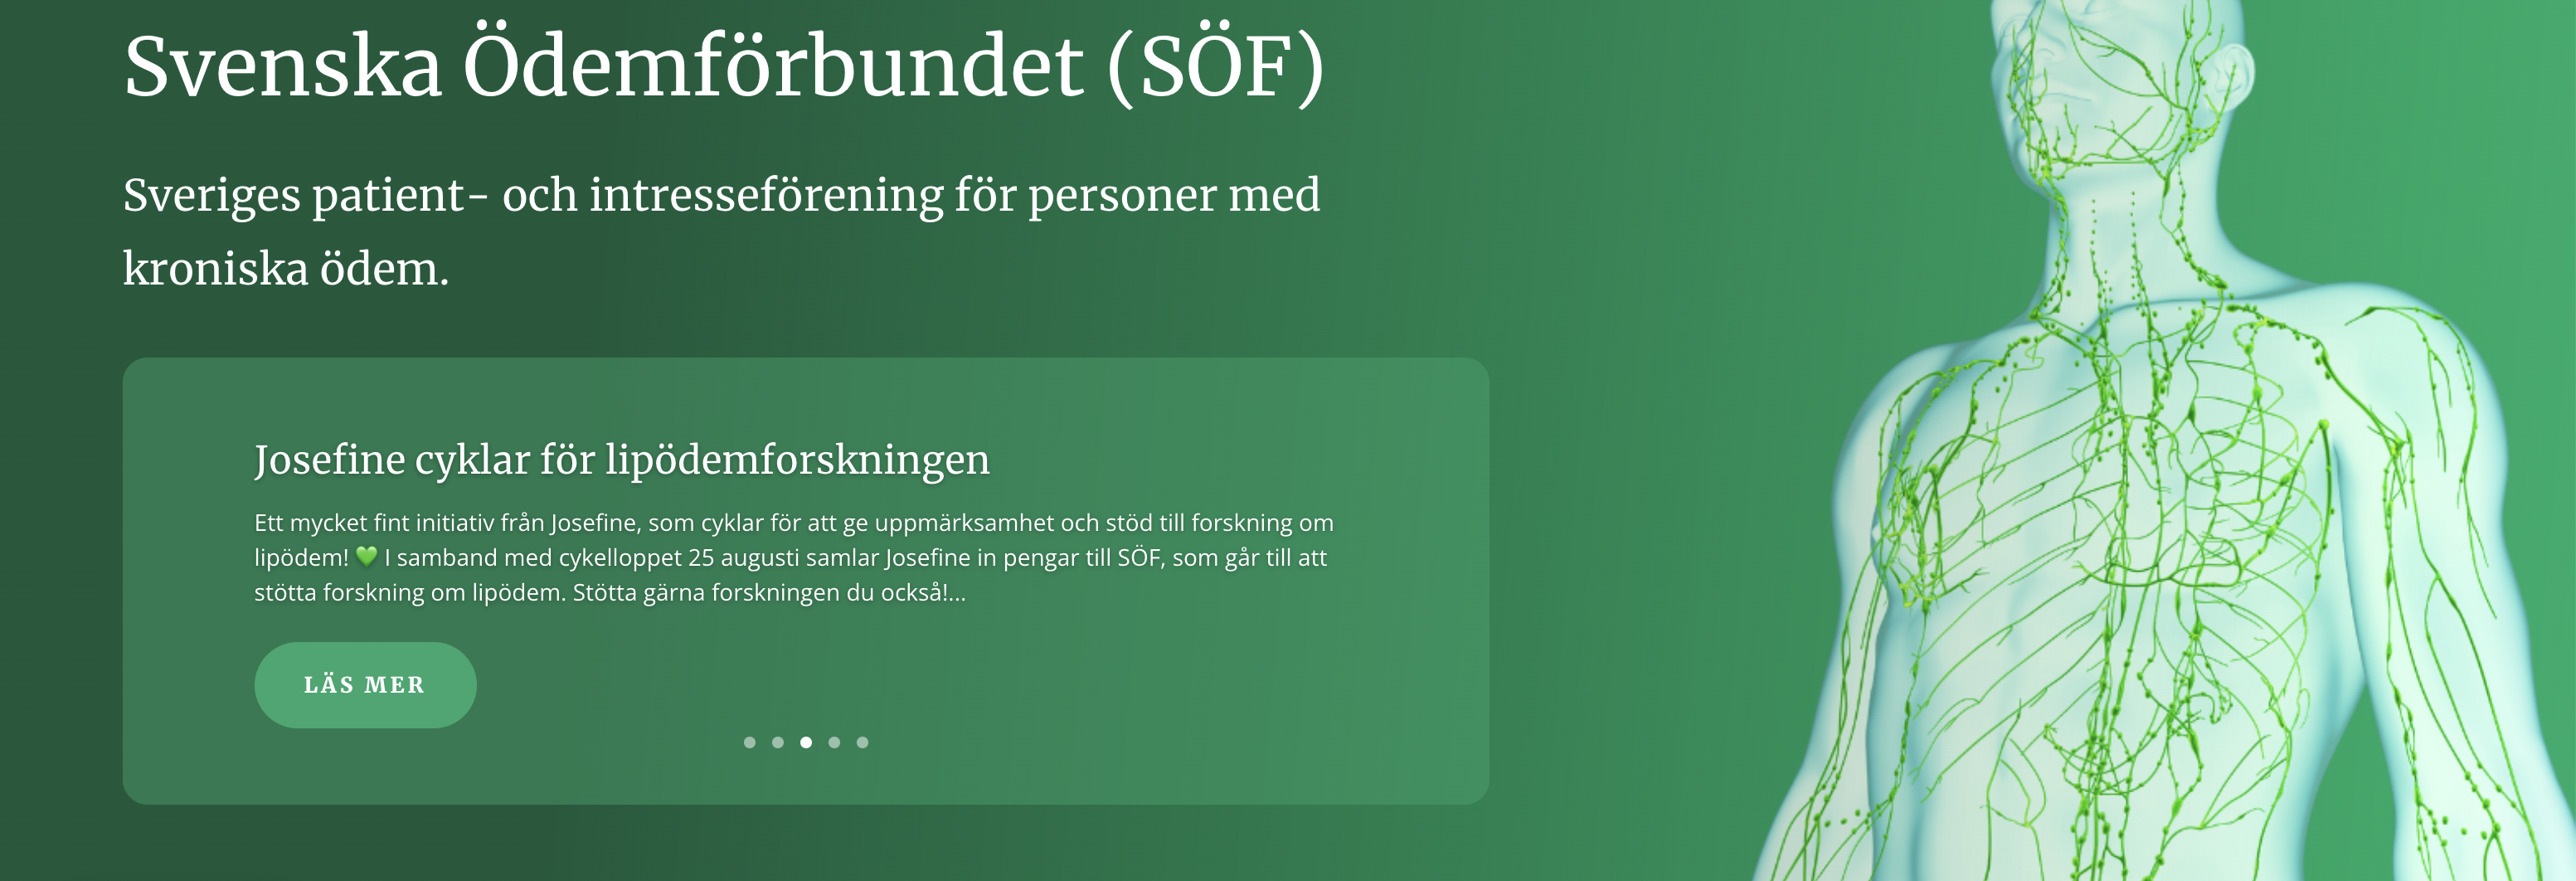 Svenska Ödemförbundet (SÖF)
Sveriges patient- och intresseförening för personer med
kroniska ödem.
Josefine cyklar för lipödemforskningen
Ett mycket fint initiativ från Josefine, som cyklar för att ge uppmärksamhet och stöd till forskning om
lipödem! 💚 I samband med cykelloppet 25 augusti samlar Josefine in pengar till SÖF, som går till att
stötta forskning om lipödem. Stötta gärna forskningen du också!...
LÄS MER